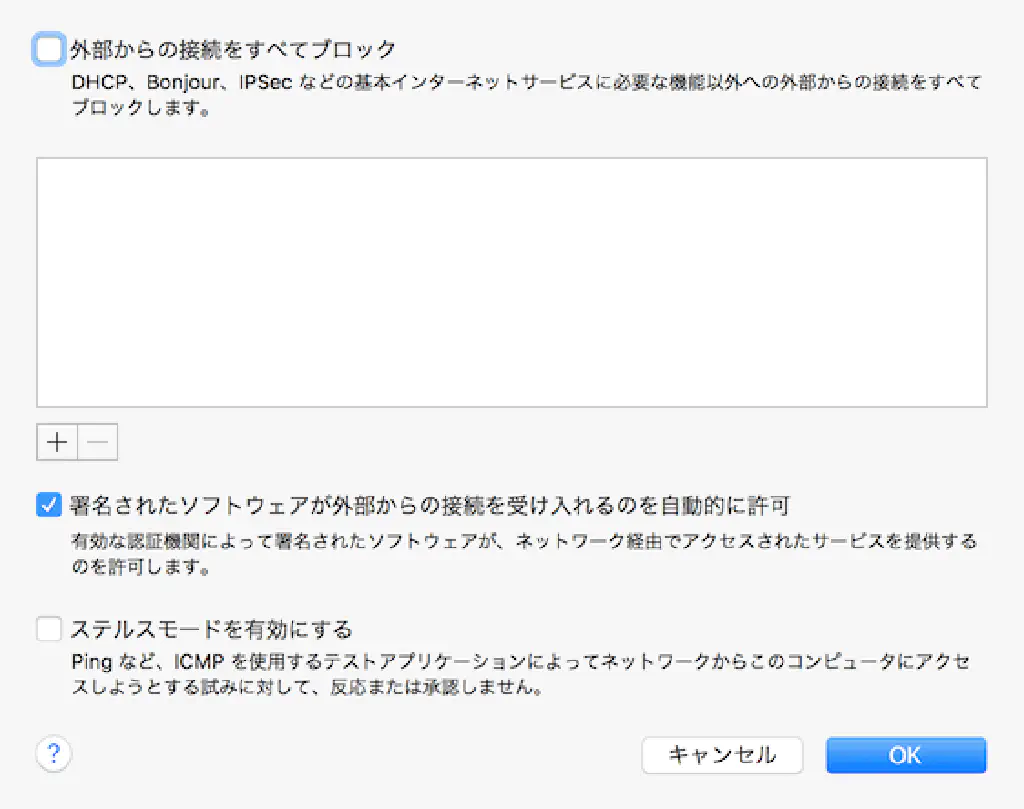 外部からの接続をすべてブロック
DHCP、Bonjour、IPSec などの基本インターネットサービスに必要な機能以外への外部からの接続をすべて
ブロックします。
署名されたソフトウェアが外部からの接続を受け入れるのを自動的に許可
有効な認証機関によって署名されたソフトウェアが、ネットワーク経由でアクセスされたサービスを提供する
のを許可します。
ステルスモードを有効にする
Ping など、ICMP を使用するテストアプリケーションによってネットワークからこのコンピュータにアクセ
スしようとする試みに対して、反応または承認しません。
?
キャンセル
OK